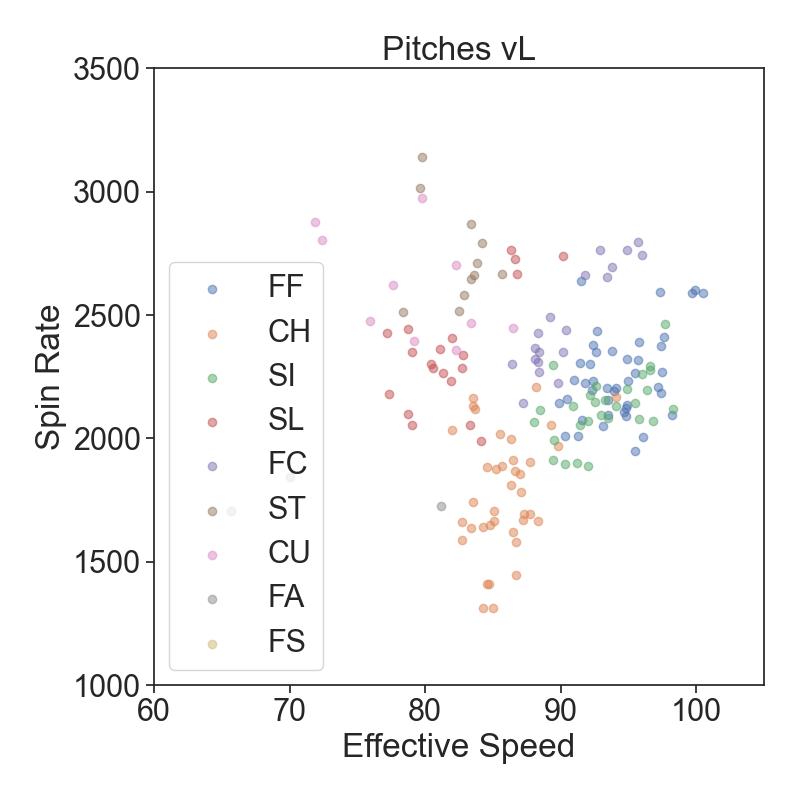 Pitches vL
3500
3000
2500
2000
1500
1000
Spin Rate
FF
CH
SI
SL
FC
ST
CU
FA
FS
60 70 80 90 100
Effective Speed